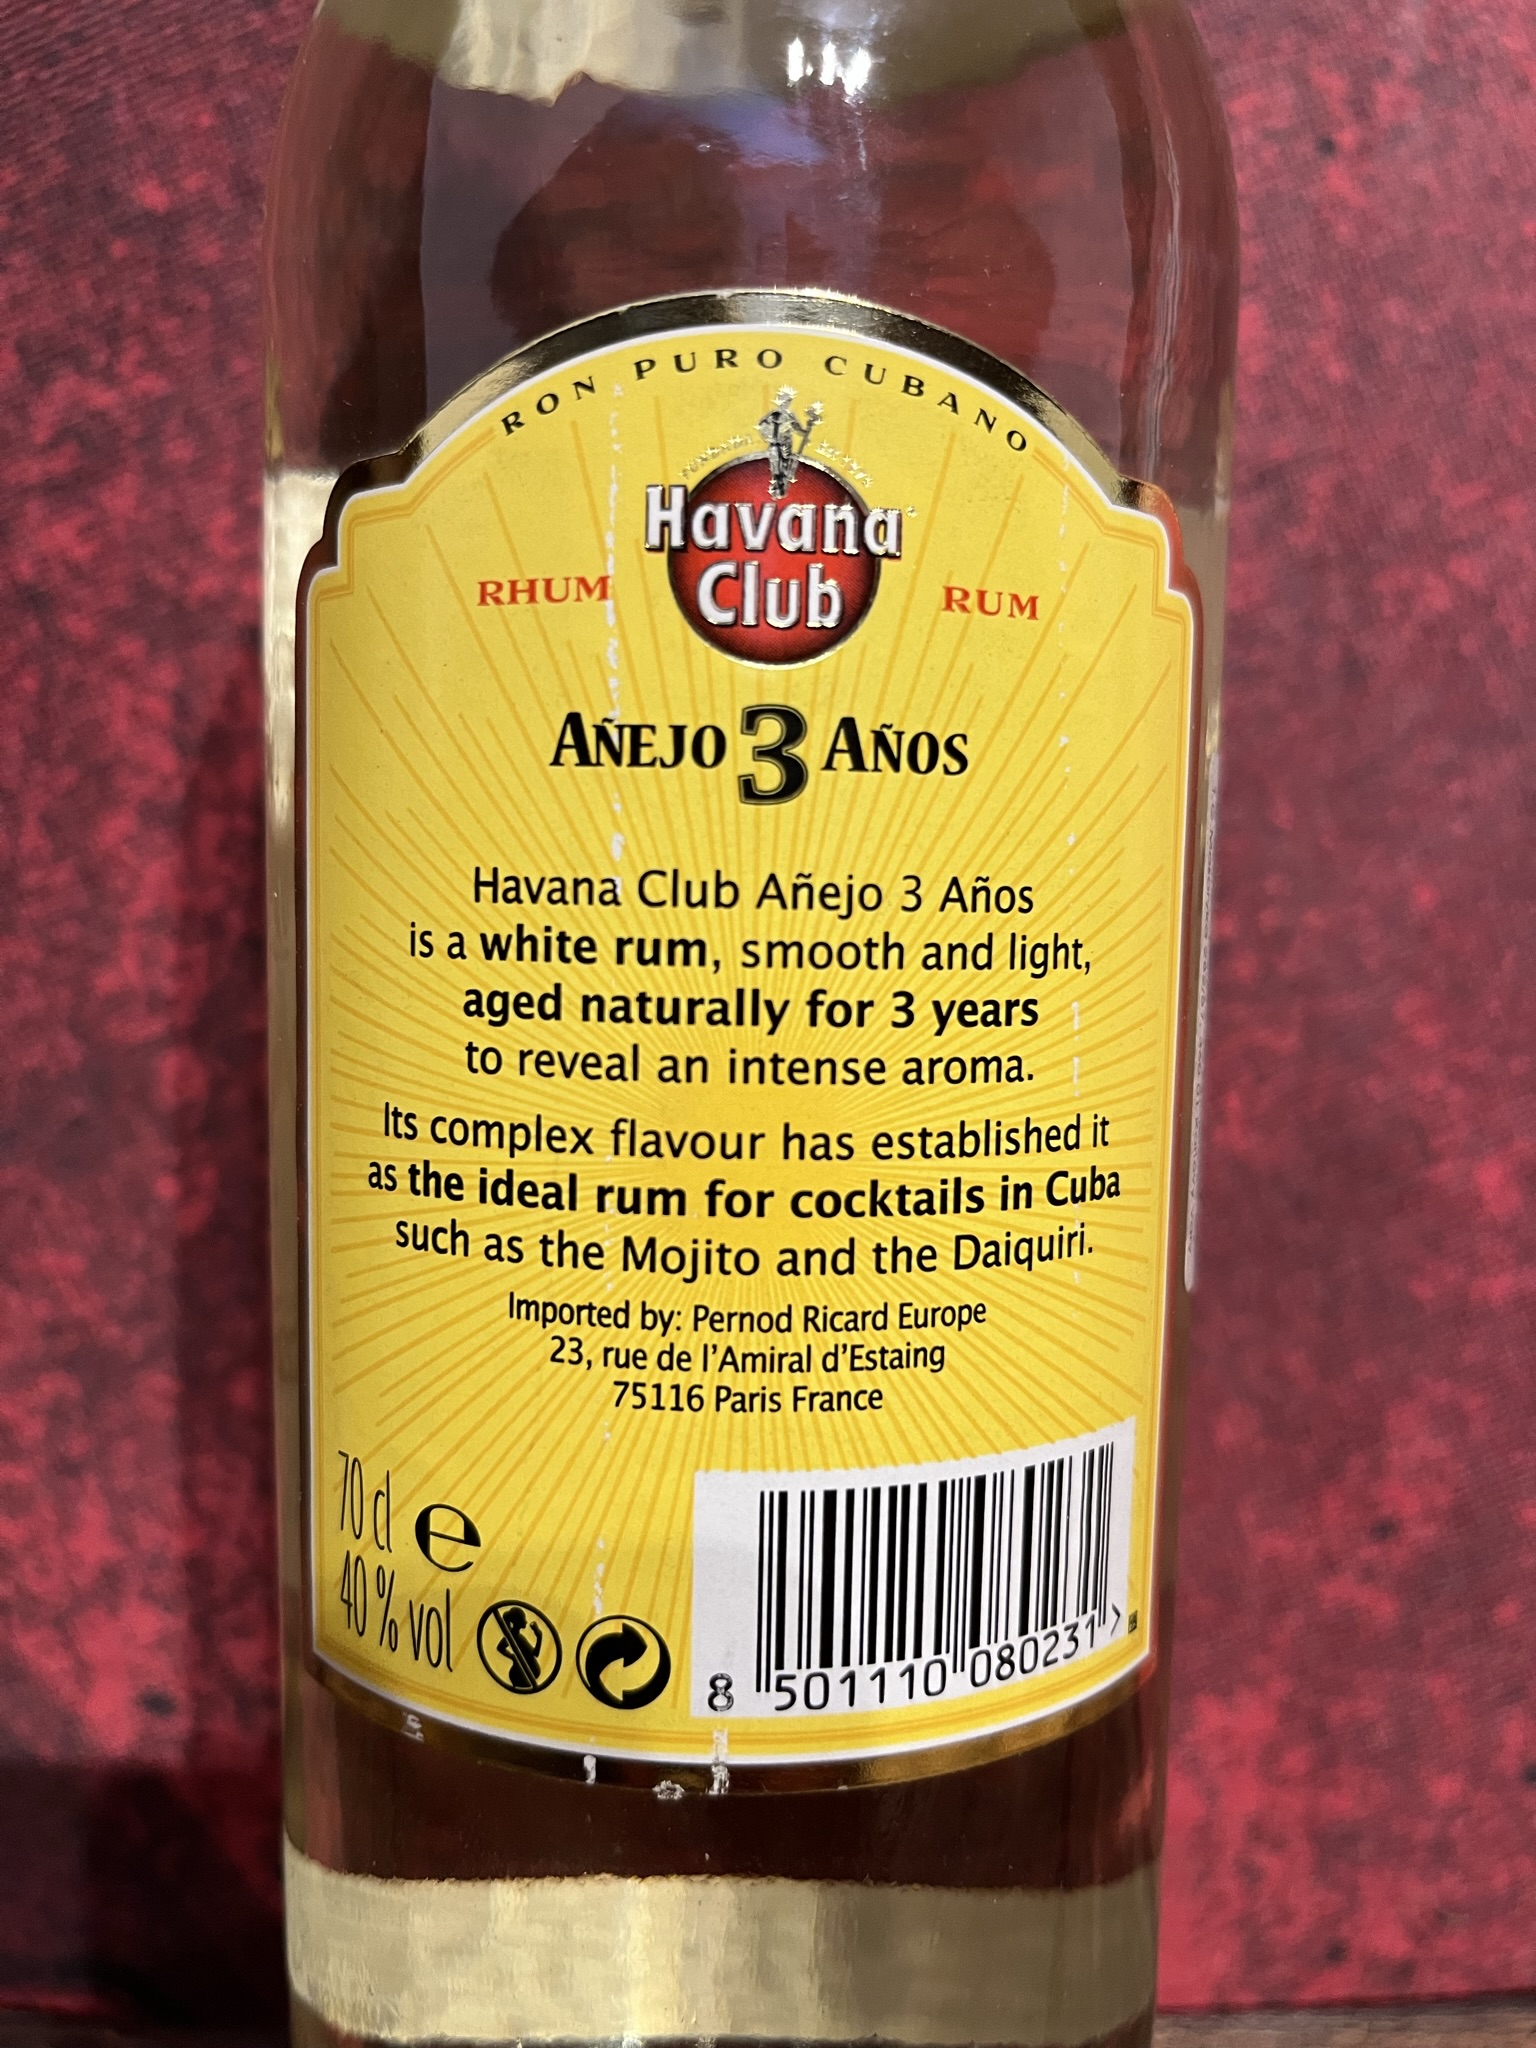 RON PURO CUBANO
Havana
Club
RHUM
RUM
AÑEJO 3 AÑOS
Havana Club Añejo 3 Años
is a white rum, smooth and light,
aged naturally for 3 years
to reveal an intense aroma.
Its complex flavour has established it
as the ideal rum for cocktails in Cuba
such as the Mojito and the Daiquiri.
Imported by: Pernod Ricard Europe
23, rue de l'Amiral d'Estaing
75116 Paris France
70 cl e
40 % vol
8 501110 080231 >